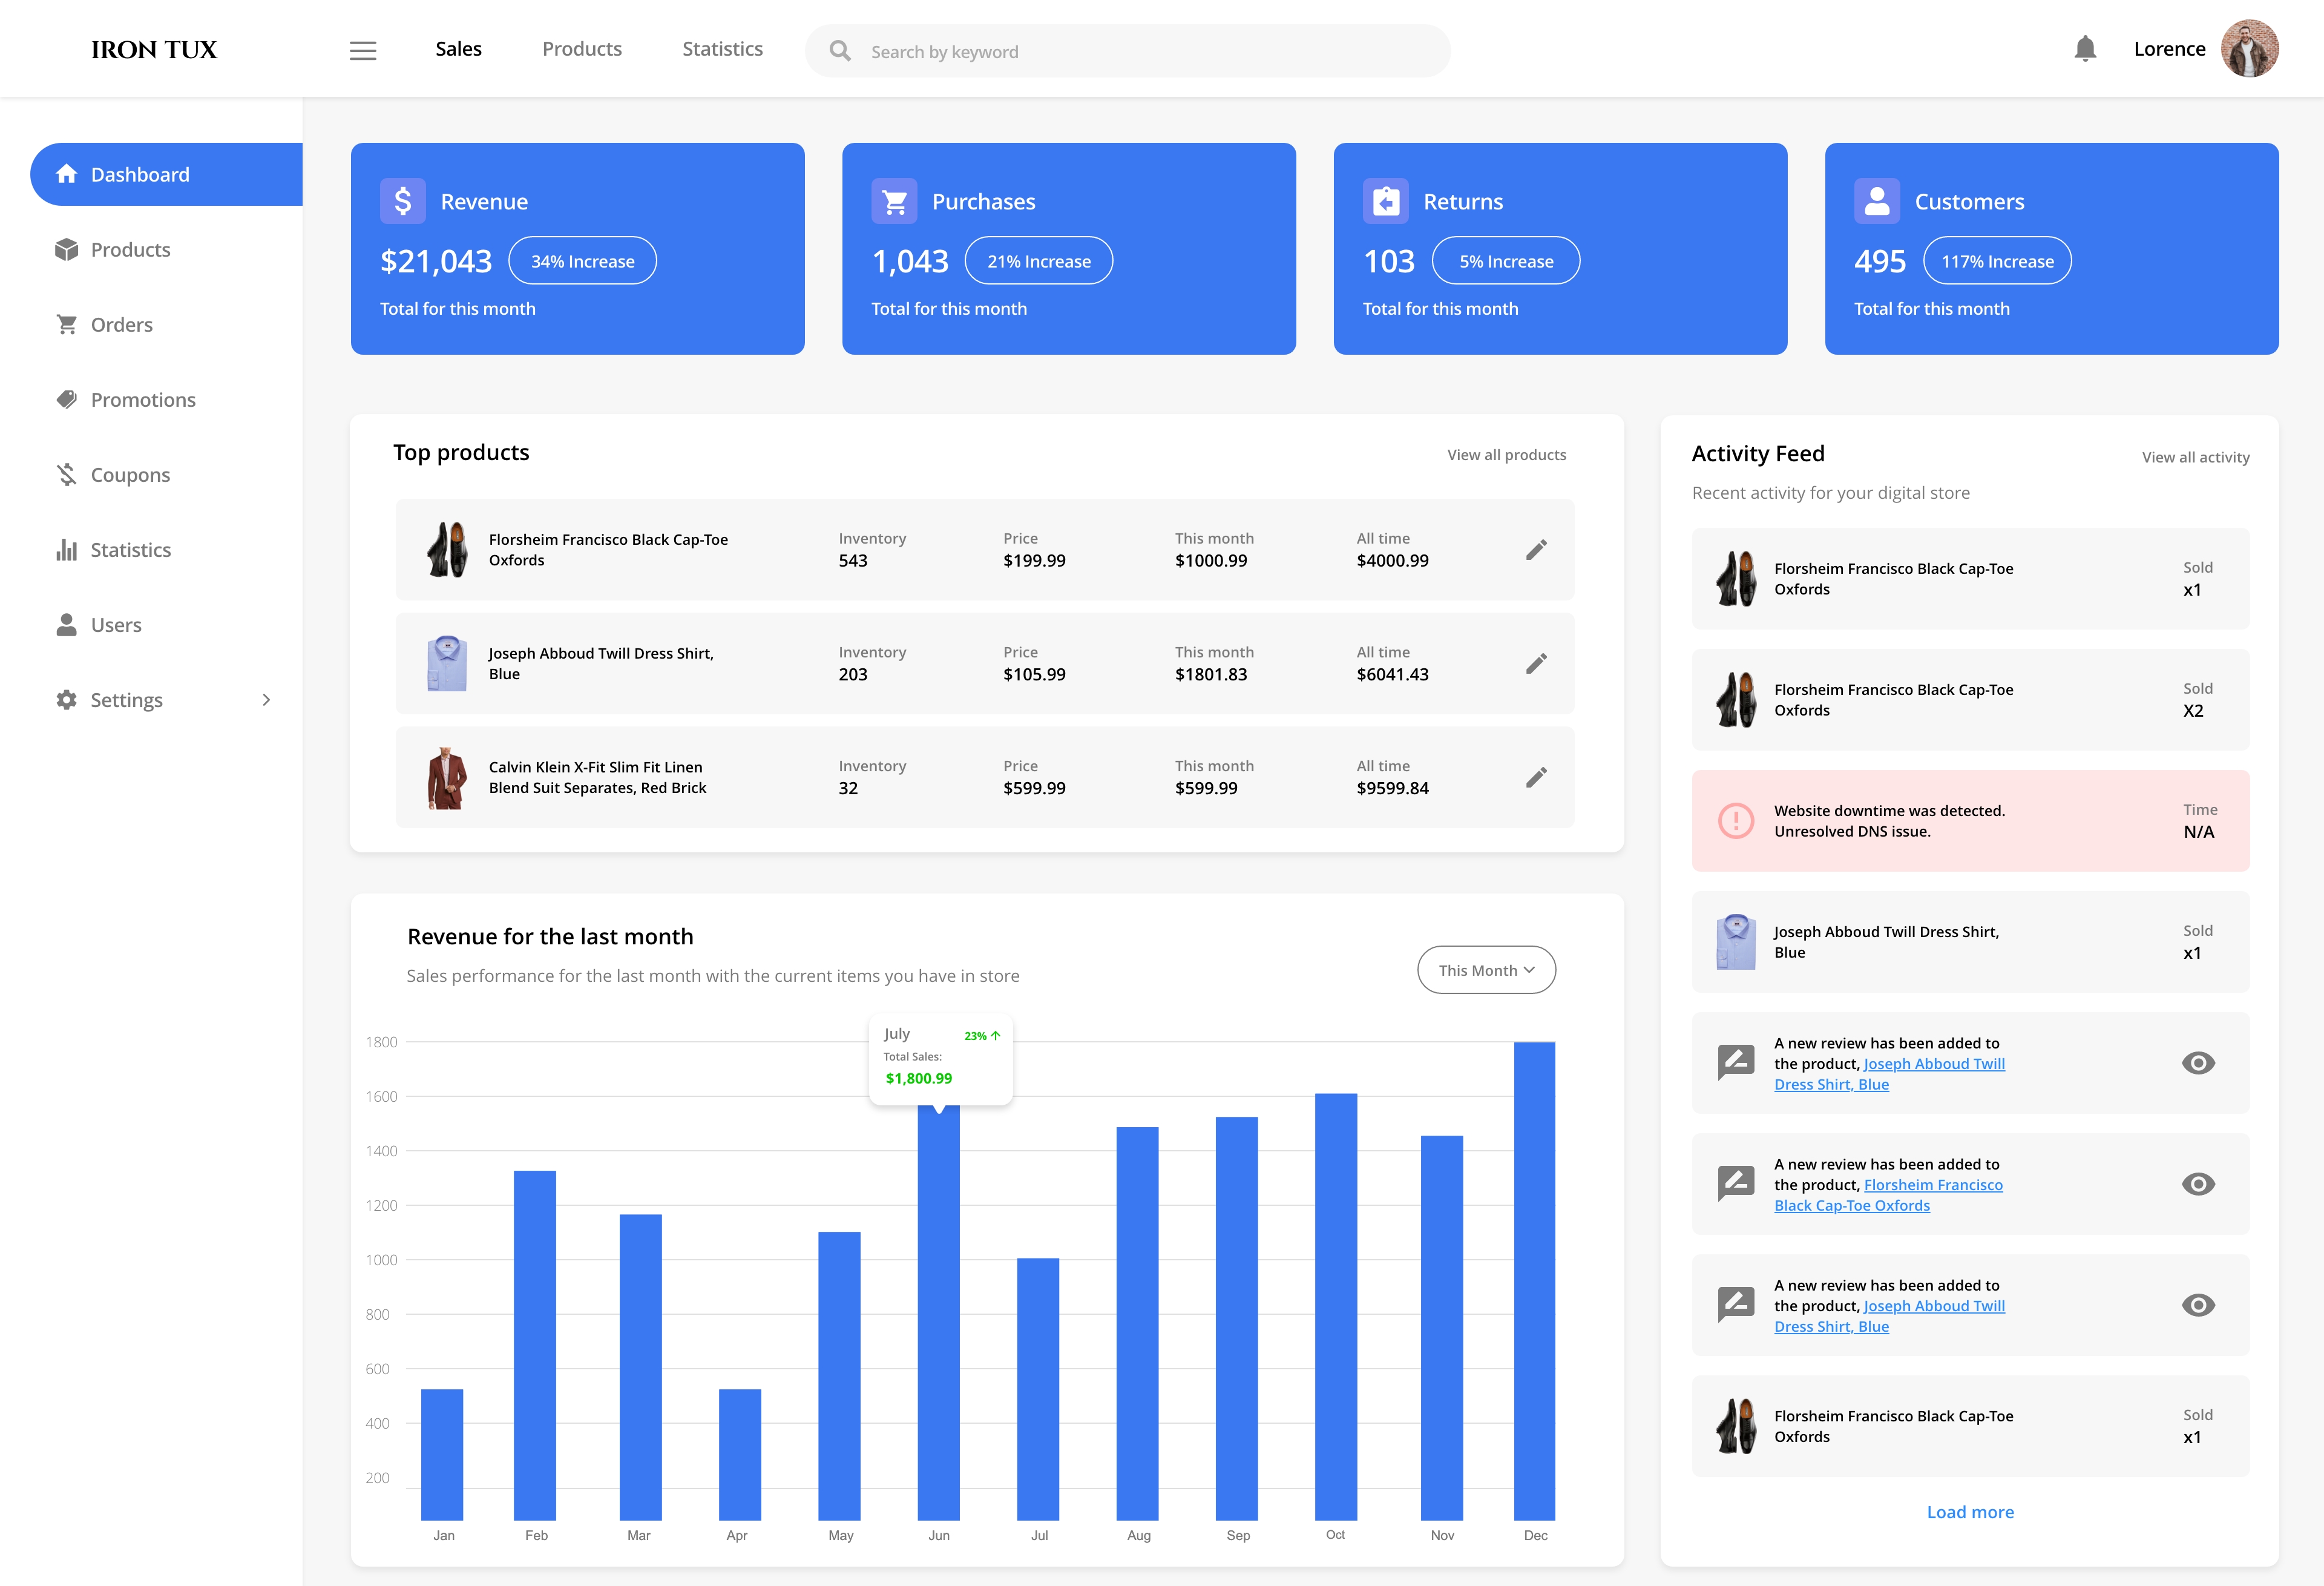 IRON TUX
Sales
Products
Statistics
Search by keyword
Lorence
Dashboard
Products
Orders
Promotions
Coupons
Statistics
Users
Settings
Revenue
$21,043
34% Increase
Total for this month
Purchases
1,043
21% Increase
Total for this month
Returns
103
5% Increase
Total for this month
Customers
495
117% Increase
Total for this month
Top products
View all products
Florsheim Francisco Black Cap-Toe
Oxfords
Inventory
543
Price
$199.99
This month
$1000.99
All time
$4000.99
Joseph Abboud Twill Dress Shirt,
Blue
Inventory
203
Price
$105.99
This month
$1801.83
All time
$6041.43
Calvin Klein X-Fit Slim Fit Linen
Blend Suit Separates, Red Brick
Inventory
32
Price
$599.99
This month
$599.99
All time
$9599.84
Revenue for the last month
Sales performance for the last month with the current items you have in store
This Month
July
23%
Total Sales:
$1,800.99
1800
1600
1400
1200
1000
800
600
400
200
Jan
Feb
Mar
Apr
May
Jun
Jul
Aug
Sep
Oct
Nov
Dec
Activity Feed
View all activity
Recent activity for your digital store
Florsheim Francisco Black Cap-Toe
Oxfords
Sold
x1
Florsheim Francisco Black Cap-Toe
Oxfords
Sold
X2
Website downtime was detected.
Unresolved DNS issue.
Time
N/A
Joseph Abboud Twill Dress Shirt,
Blue
Sold
x1
A new review has been added to
the product, Joseph Abboud Twill
Dress Shirt, Blue
A new review has been added to
the product, Florsheim Francisco
Black Cap-Toe Oxfords
A new review has been added to
the product, Joseph Abboud Twill
Dress Shirt, Blue
Florsheim Francisco Black Cap-Toe
Oxfords
Sold
x1
Load more